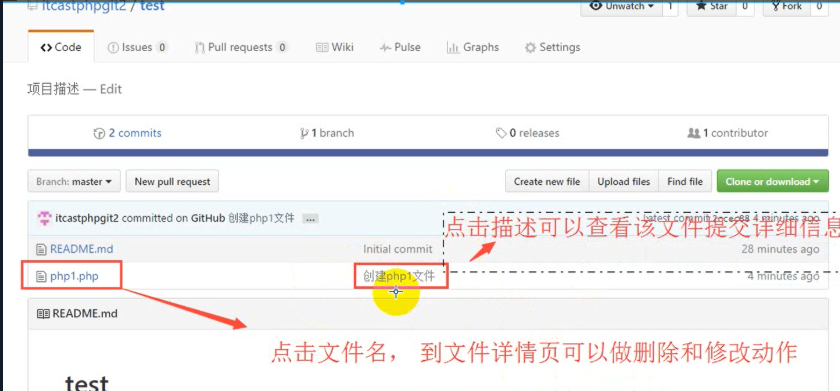 itcastphpgit2 / test
Unwatch 1 Star 0 Fork 0
Code Issues 0 Pull requests 0 Wiki Pulse Graphs Settings
项目描述 — Edit
2 commits 1 branch 0 releases 1 contributor
Branch: master New pull request Create new file Upload files Find file Clone or download
itcastphpgit2 committed on GitHub 创建php1文件 ... latest commit 4 minutes ago
点击描述可以查看该文件提交详细信息
README.md Initial commit 28 minutes ago
php1.php 创建php1文件 4 minutes ago
README.md
点击文件名， 到文件详情页可以做删除和修改动作
test